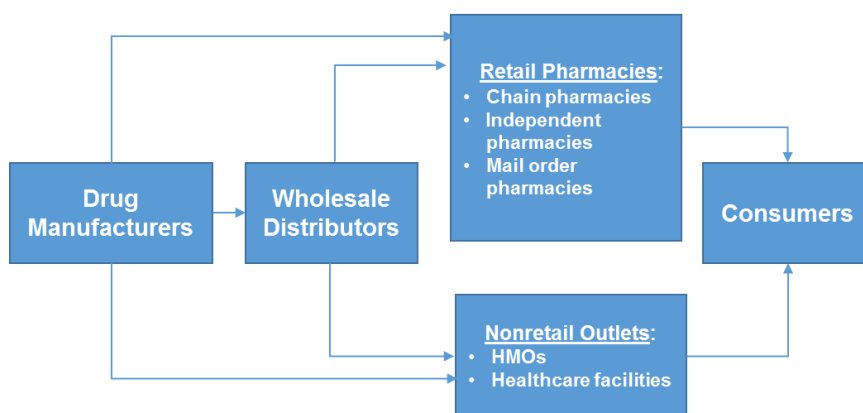 Drug
Manufacturers
Wholesale
Distributors
Retail Pharmacies:
• Chain pharmacies
• Independent
pharmacies
• Mail order
pharmacies
Nonretail Outlets:
• HMOs
• Healthcare facilities
Consumers